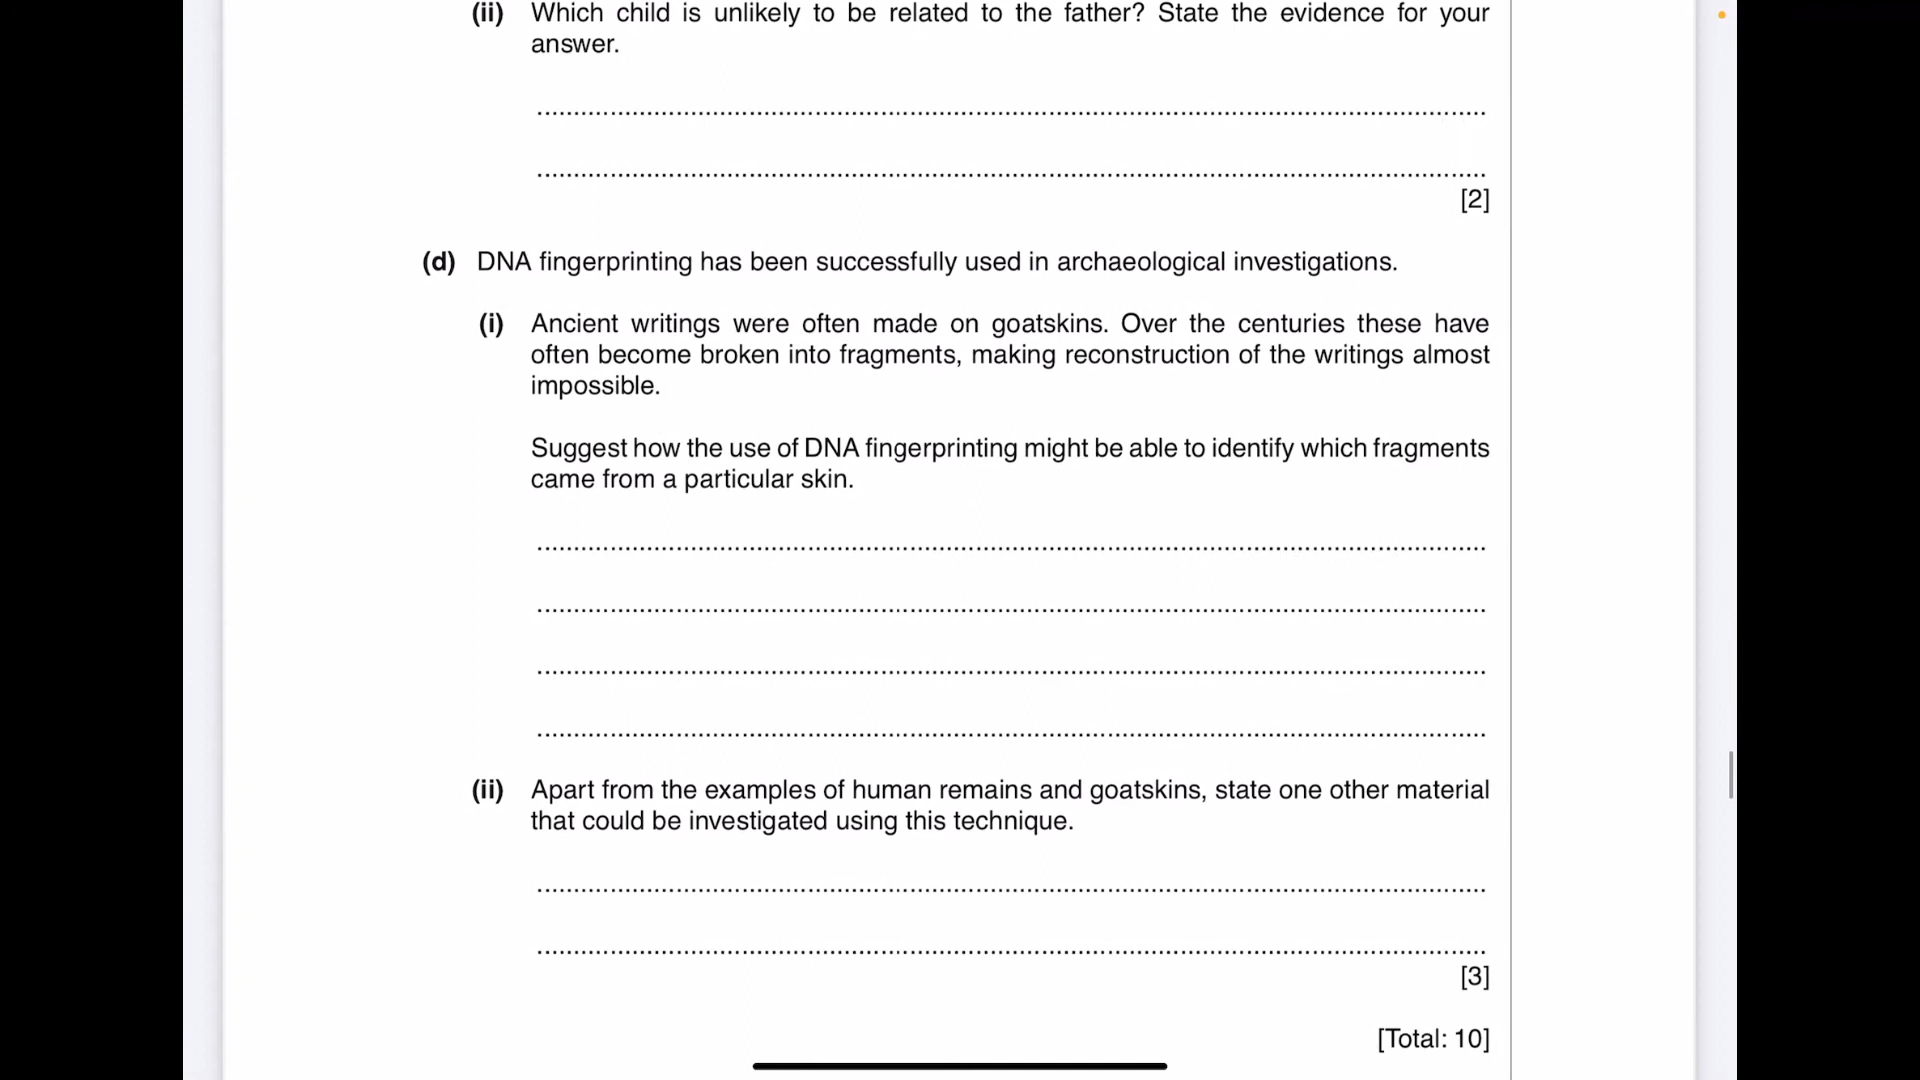 (ii) Which child is unlikely to be related to the father? State the evidence for your
answer.
[2]
(d) DNA fingerprinting has been successfully used in archaeological investigations.
(i) Ancient writings were often made on goatskins. Over the centuries these have
often become broken into fragments, making reconstruction of the writings almost
impossible.
Suggest how the use of DNA fingerprinting might be able to identify which fragments
came from a particular skin.
(ii) Apart from the examples of human remains and goatskins, state one other material
that could be investigated using this technique.
[3]
[Total: 10]